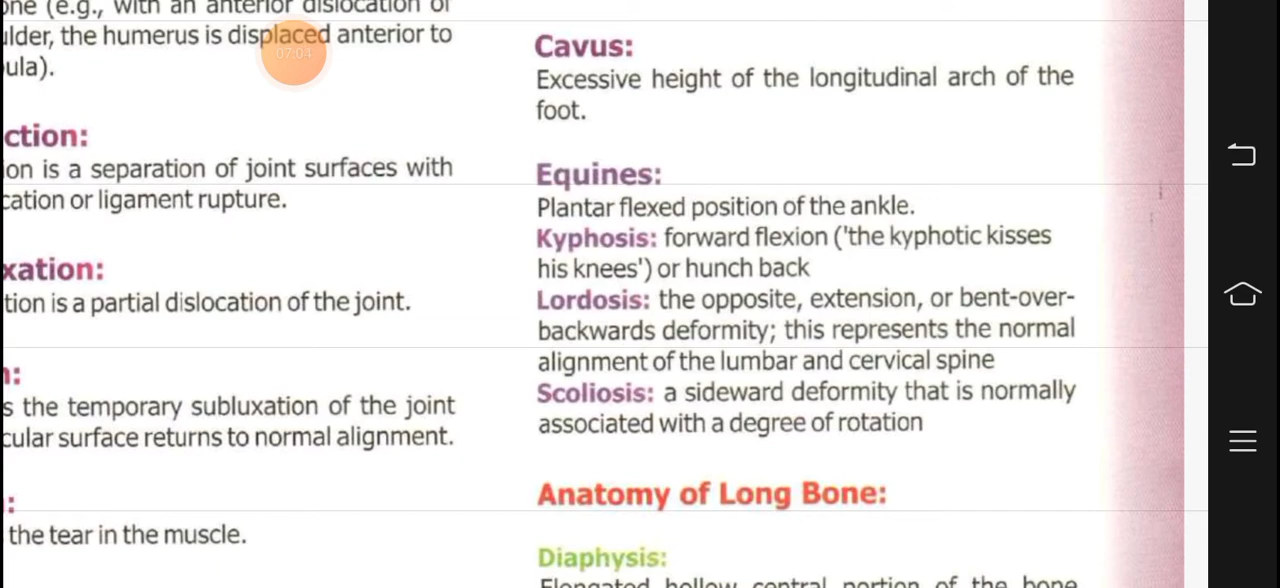 one (e.g., with an anterior dislocation of
ulder, the humerus is displaced anterior to
ula).
ction:
ion is a separation of joint surfaces with
cation or ligament rupture.
xation:
tion is a partial dislocation of the joint.
n:
s the temporary subluxation of the joint
cular surface returns to normal alignment.
:
the tear in the muscle.
07:04
Cavus:
Excessive height of the longitudinal arch of the
foot.
Equines:
Plantar flexed position of the ankle.
Kyphosis: forward flexion ('the kyphotic kisses
his knees') or hunch back
Lordosis: the opposite, extension, or bent-over-
backwards deformity; this represents the normal
alignment of the lumbar and cervical spine
Scoliosis: a sideward deformity that is normally
associated with a degree of rotation
Anatomy of Long Bone:
Diaphysis:
Elongated hollow central portion of the bone